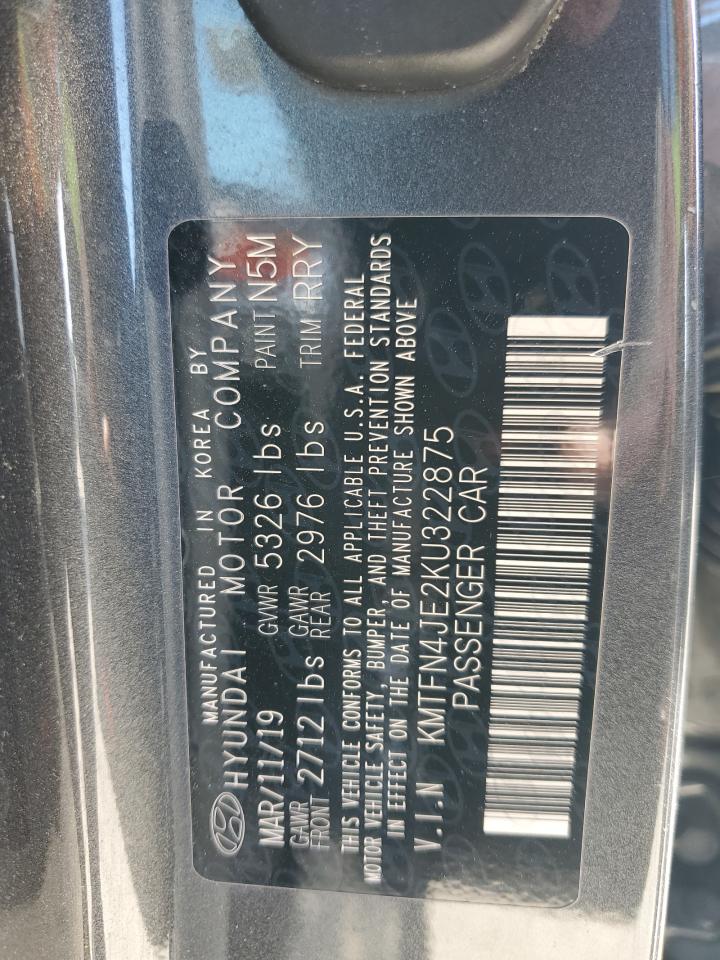 MANUFACTURED IN KOREA BY
HYUNDAI MOTOR COMPANY
MAR/11/19 GVWR 5326 lbs PAINT N5M
GAWR FRONT 2712 lbs GAWR REAR 2976 lbs TRIM RRY
THIS VEHICLE CONFORMS TO ALL APPLICABLE U.S.A. FEDERAL
MOTOR VEHICLE SAFETY, BUMPER, AND THEFT PREVENTION STANDARDS
IN EFFECT ON THE DATE OF MANUFACTURE SHOWN ABOVE
V.I.N KMTFN4JE2KU322875
PASSENGER CAR